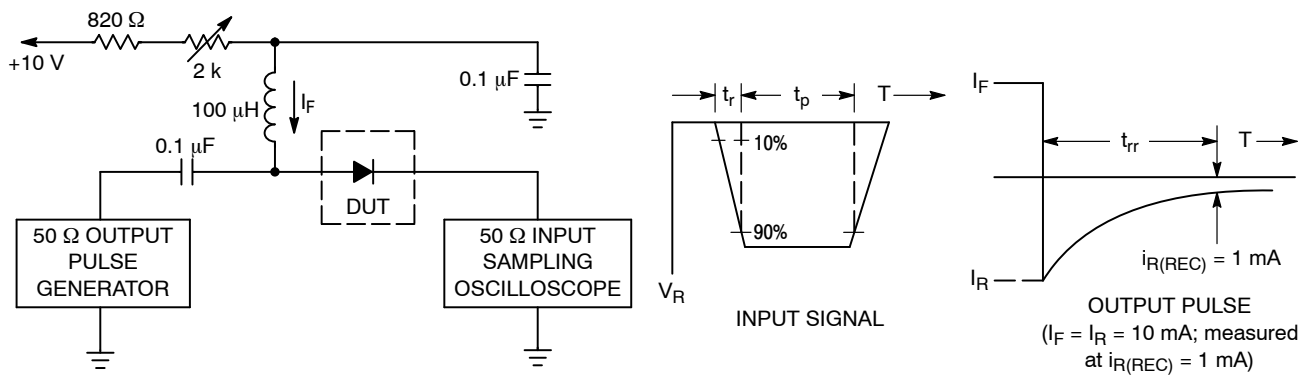 820 Ω
+10 V
2 k
100 μH
I_F
0.1 μF
0.1 μF
DUT
50 Ω OUTPUT
PULSE
GENERATOR
50 Ω INPUT
SAMPLING
OSCILLOSCOPE
t_r
t_p
T
10%
90%
V_R
INPUT SIGNAL
I_F
t_rr
T
I_R
i_R(REC) = 1 mA
OUTPUT PULSE
(I_F = I_R = 10 mA; measured
at i_R(REC) = 1 mA)